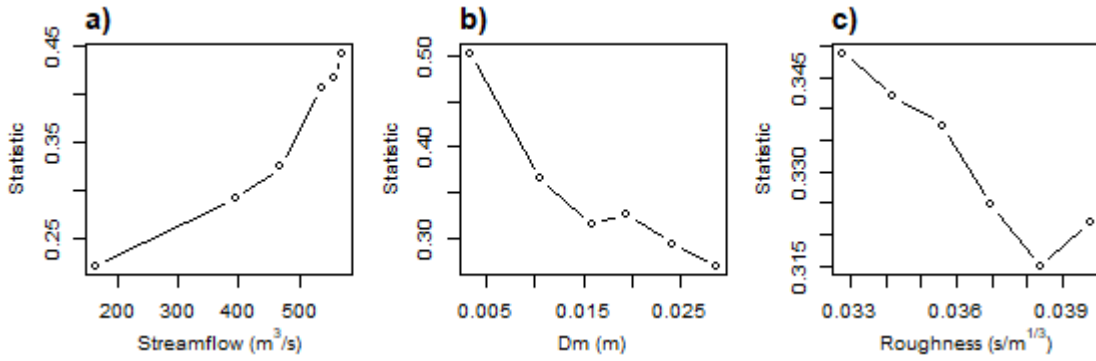 a)
Statistic
0.25 0.35 0.45
200 300 400 500
Streamflow (m³/s)
b)
Statistic
0.30 0.40 0.50
0.005 0.015 0.025
Dm (m)
c)
Statistic
0.315 0.330 0.345
0.033 0.036 0.039
Roughness (s/m^1/3)